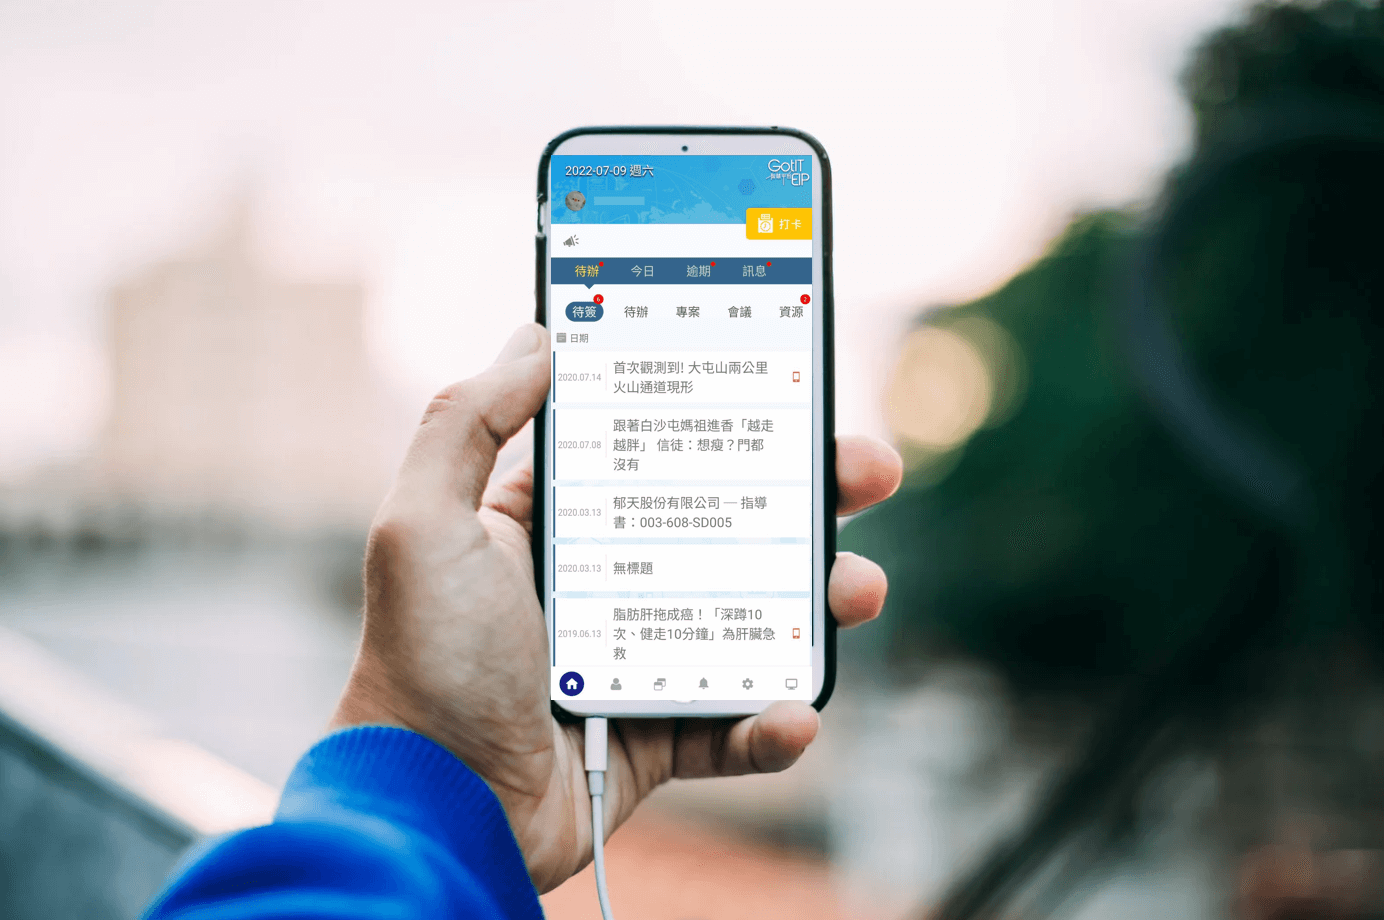 2022-07-09 週六
GotIT
EIP
打卡
待辦 今日 逾期 訊息
6 2
待簽 待辦 專案 會議 資源
日期
2020.07.14
首次觀測到! 大屯山兩公里
火山通道現形
2020.07.08
跟著白沙屯媽祖進香「越走
越胖」 信徒：想瘦？門都
沒有
2020.03.13
郁天股份有限公司 — 指導
書：003-608-SD005
2020.03.13
無標題
2019.06.13
脂肪肝拖成癌！「深蹲10
次、健走10分鐘」為肝臟急
救